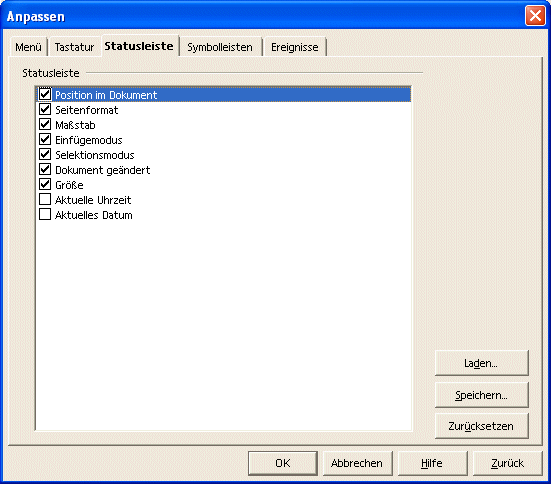 Anpassen
Menü Tastatur Statusleiste Symbolleisten Ereignisse
Statusleiste
Position im Dokument
Seitenformat
Maßstab
Einfügemodus
Selektionsmodus
Dokument geändert
Größe
Aktuelle Uhrzeit
Aktuelles Datum
Laden...
Speichern...
Zurücksetzen
OK Abbrechen Hilfe Zurück